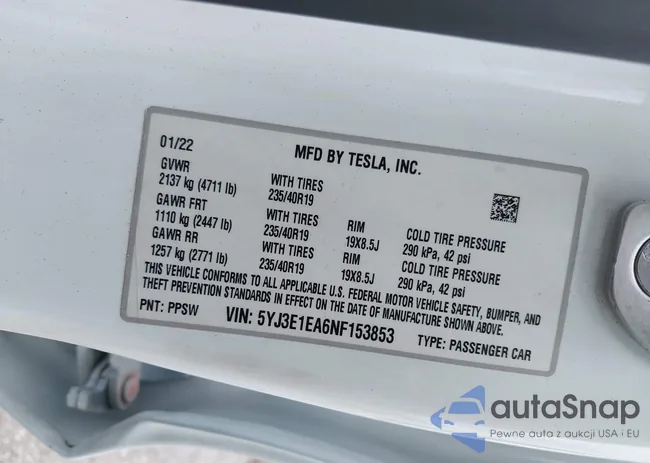 01/22 MFD BY TESLA, INC.
GVWR
2137 kg (4711 lb) WITH TIRES 235/40R19
GAWR FRT WITH TIRES RIM COLD TIRE PRESSURE
1110 kg (2447 lb) 235/40R19 19X8.5J 290 kPa, 42 psi
GAWR RR WITH TIRES RIM COLD TIRE PRESSURE
1257 kg (2771 lb) 235/40R19 19X8.5J 290 kPa, 42 psi
THIS VEHICLE CONFORMS TO ALL APPLICABLE U.S. FEDERAL MOTOR VEHICLE SAFETY, BUMPER, AND
THEFT PREVENTION STANDARDS IN EFFECT ON THE DATE OF MANUFACTURE SHOWN ABOVE.
PNT: PPSW VIN: 5YJ3E1EA6NF153853 TYPE: PASSENGER CAR
autaSnap
Pewne auta z aukcji USA i EU